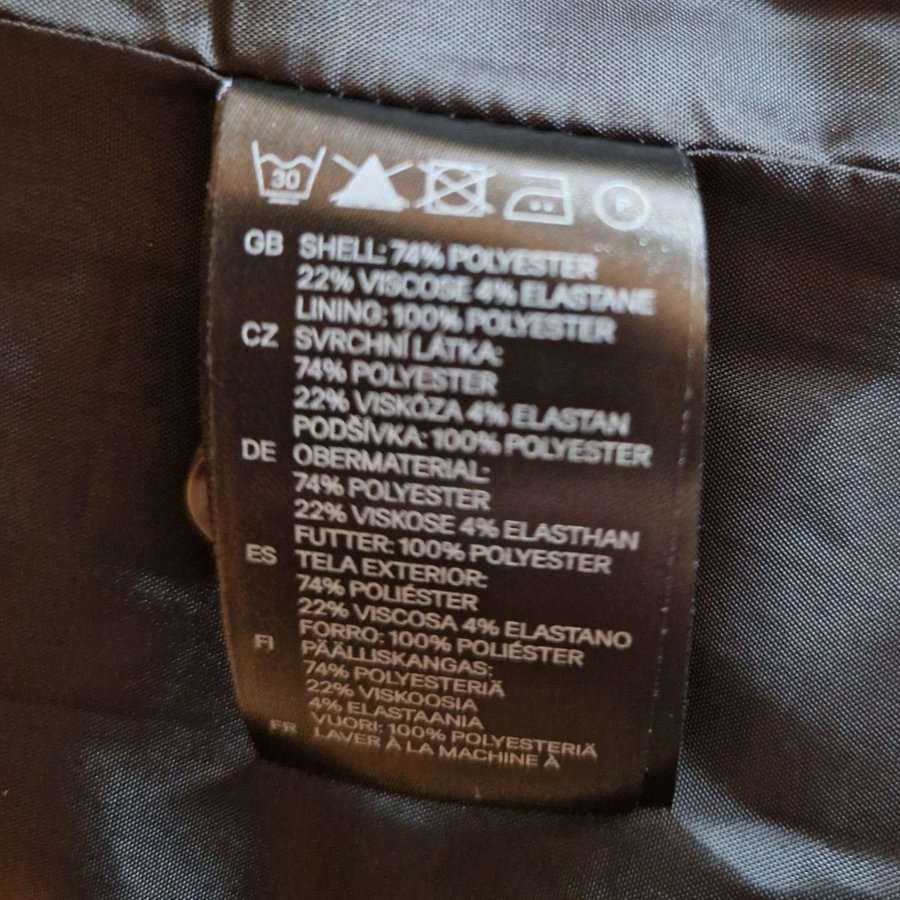 30
P
GB SHELL: 74% POLYESTER
22% VISCOSE 4% ELASTANE
LINING: 100% POLYESTER
CZ SVRCHNÍ LÁTKA:
74% POLYESTER
22% VISKÓZA 4% ELASTAN
PODŠÍVKA: 100% POLYESTER
DE OBERMATERIAL:
74% POLYESTER
22% VISKOSE 4% ELASTHAN
FUTTER: 100% POLYESTER
ES TELA EXTERIOR:
74% POLIÉSTER
22% VISCOSA 4% ELASTANO
FORRO: 100% POLIÉSTER
FI PÄÄLLISKANGAS:
74% POLYESTERIÄ
22% VISKOOSIA
4% ELASTAANIA
VUORI: 100% POLYESTERIÄ
FR LAVER À LA MACHINE À